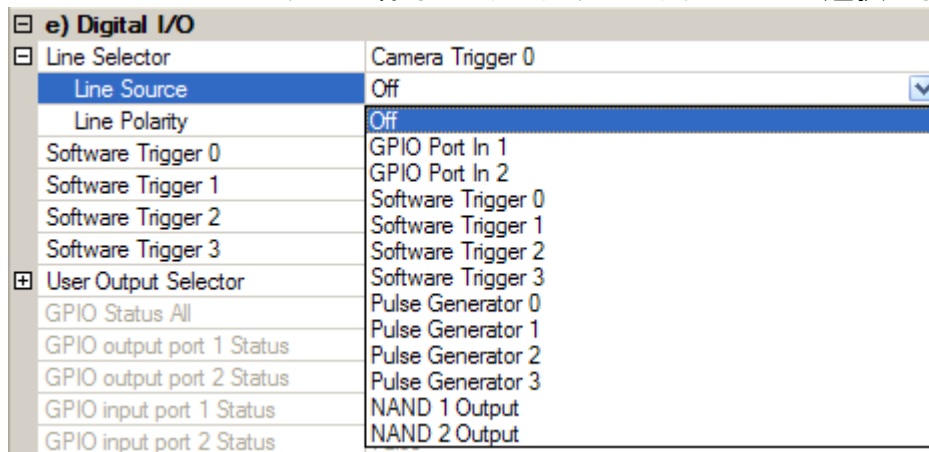 e) Digital I/O
Line Selector Camera Trigger 0
Line Source Off
Line Polarity Off
Software Trigger 0 GPIO Port In 1
GPIO Port In 2
Software Trigger 1 Software Trigger 0
Software Trigger 1
Software Trigger 2 Software Trigger 2
Software Trigger 3 Software Trigger 3
User Output Selector Pulse Generator 0
GPIO Status All Pulse Generator 1
GPIO output port 1 Status Pulse Generator 2
GPIO output port 2 Status Pulse Generator 3
GPIO input port 1 Status NAND 1 Output
GPIO input port 2 Status NAND 2 Output